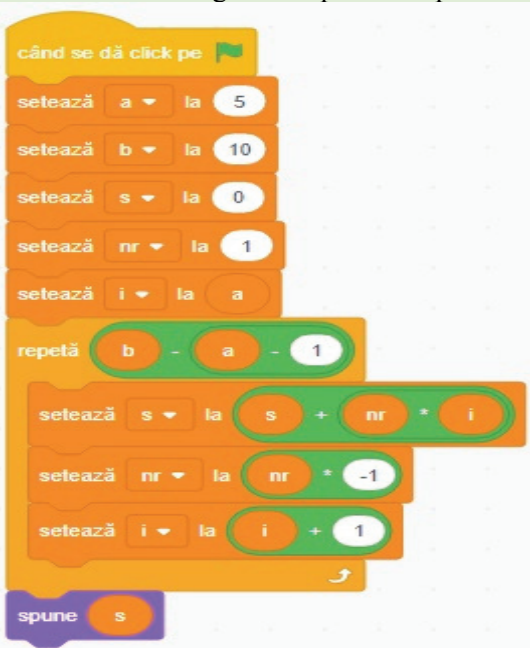 când se dă click pe
setează a la 5
setează b la 10
setează s la 0
setează nr la 1
setează i la a
repetă b - a - 1
setează s la s + nr * i
setează nr la nr * -1
setează i la i + 1
spune s